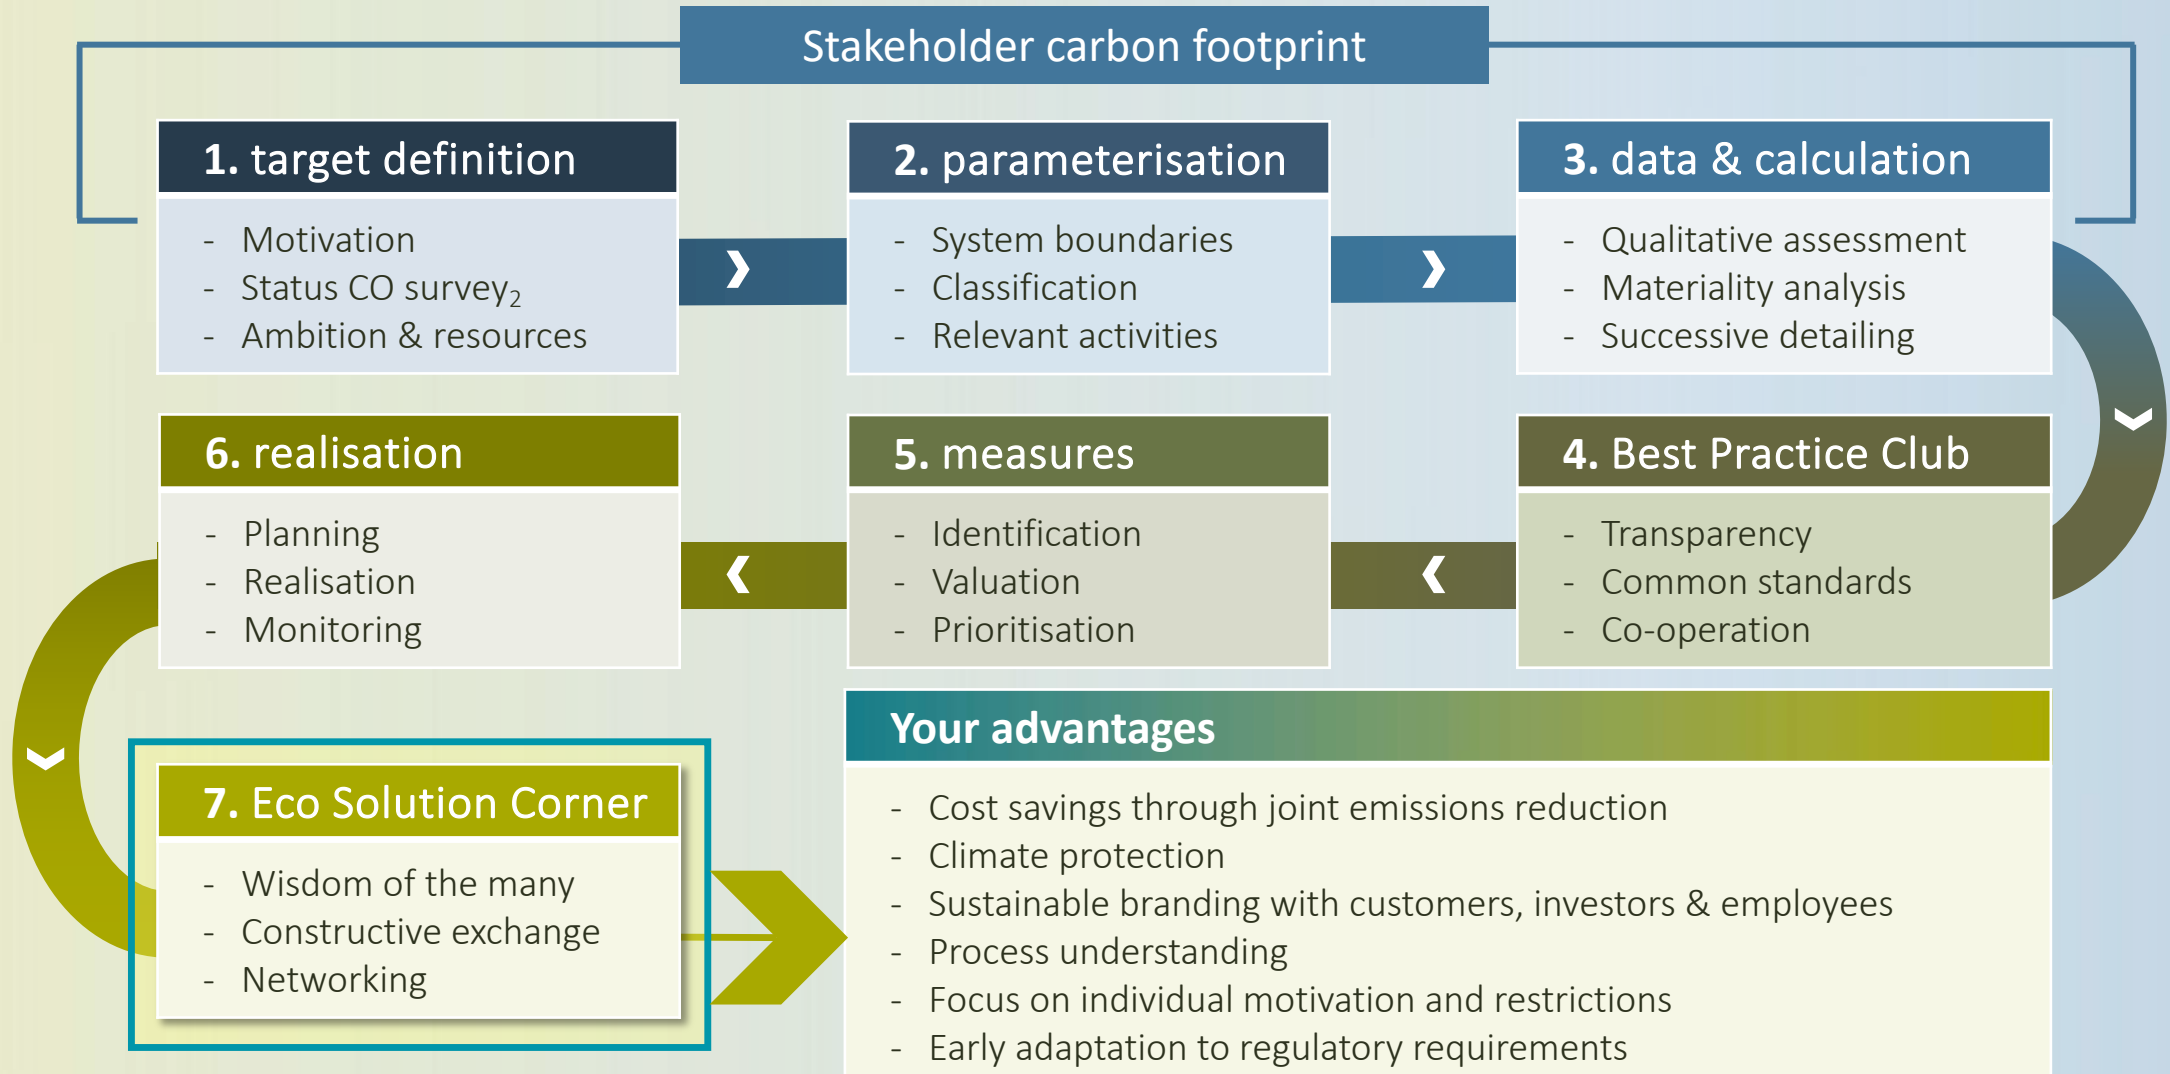 Stakeholder carbon footprint
1. target definition
- Motivation
- Status CO survey₂
- Ambition & resources
2. parameterisation
- System boundaries
- Classification
- Relevant activities
3. data & calculation
- Qualitative assessment
- Materiality analysis
- Successive detailing
4. Best Practice Club
- Transparency
- Common standards
- Co-operation
5. measures
- Identification
- Valuation
- Prioritisation
6. realisation
- Planning
- Realisation
- Monitoring
7. Eco Solution Corner
- Wisdom of the many
- Constructive exchange
- Networking
Your advantages
- Cost savings through joint emissions reduction
- Climate protection
- Sustainable branding with customers, investors & employees
- Process understanding
- Focus on individual motivation and restrictions
- Early adaptation to regulatory requirements